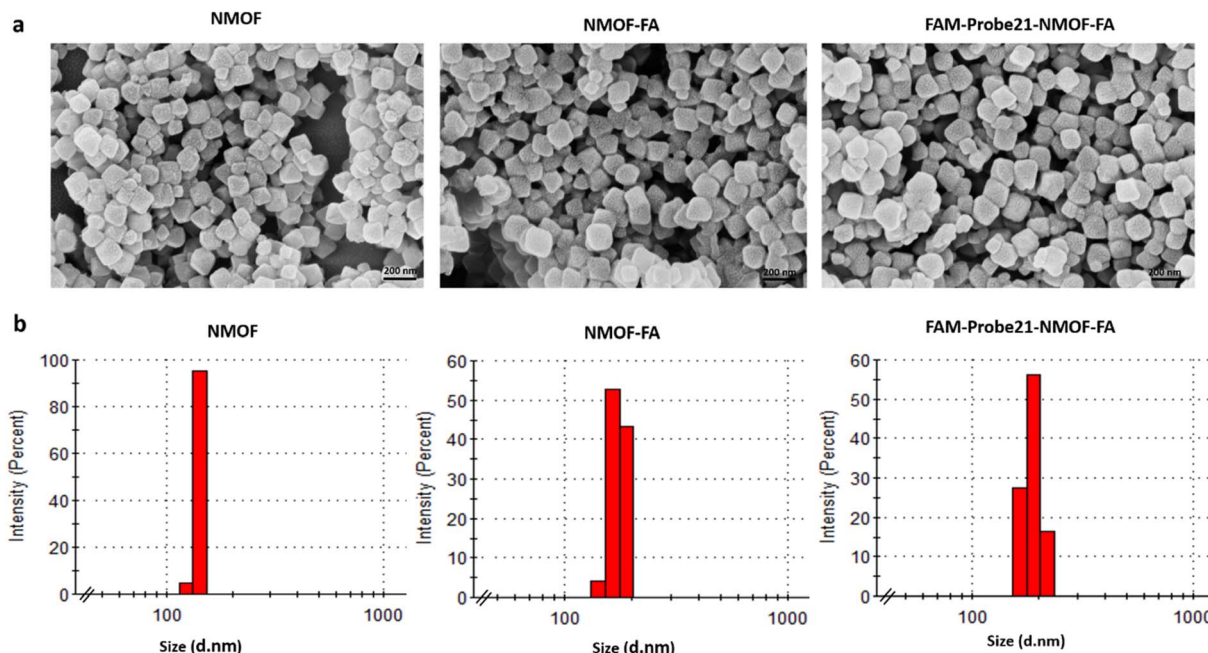 a
NMOF
NMOF-FA
FAM-Probe21-NMOF-FA
200 nm
200 nm
200 nm
b
NMOF
NMOF-FA
FAM-Probe21-NMOF-FA
Intensity (Percent)
100
80
60
40
20
0
100
1000
Size (d.nm)
Intensity (Percent)
60
50
40
30
20
10
0
100
1000
Size (d.nm)
Intensity (Percent)
60
50
40
30
20
10
0
100
1000
Size (d.nm)